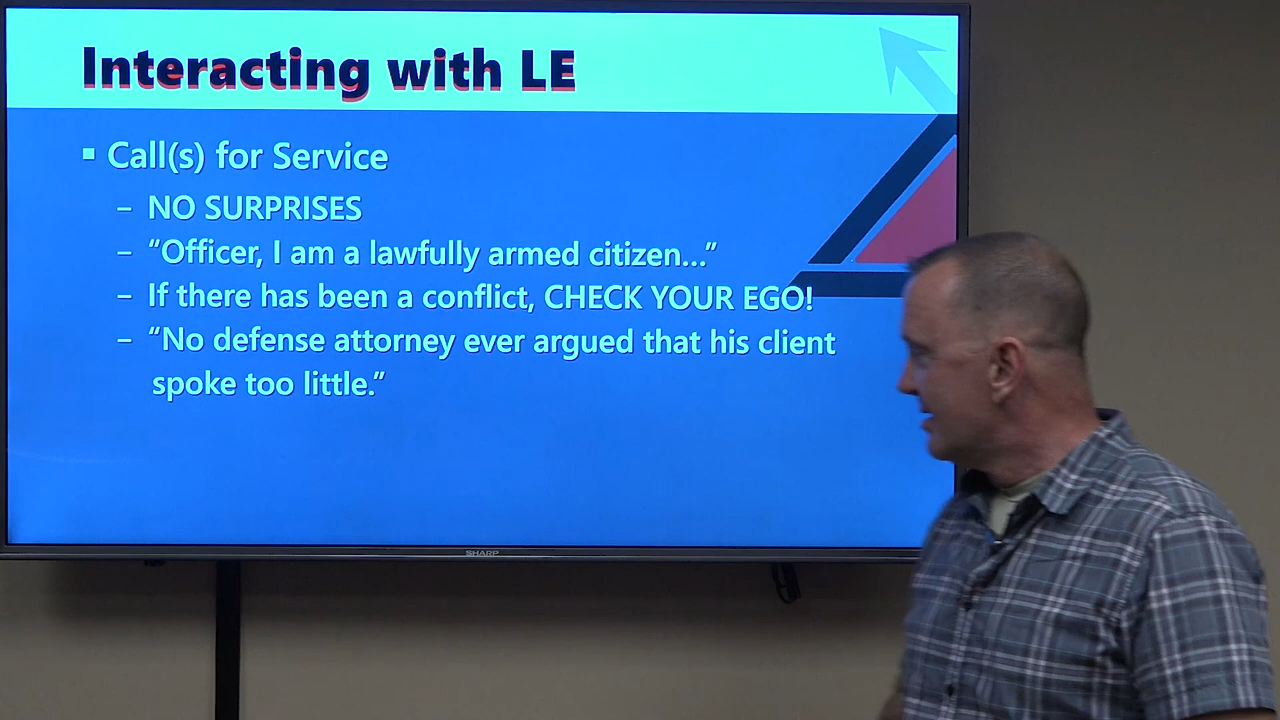 Interacting with LE
▪ Call(s) for Service
– NO SURPRISES
– “Officer, I am a lawfully armed citizen...”
– If there has been a conflict, CHECK YOUR EGO!
– “No defense attorney ever argued that his client
spoke too little.”
SHARP